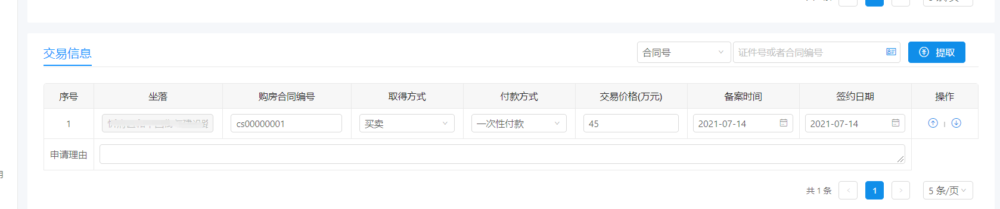 交易信息
合同号
证件号或者合同编号
提取
序号 坐落 购房合同编号 取得方式 付款方式 交易价格(万元) 备案时间 签约日期 操作
1 cs00000001 买卖 一次性付款 45 2021-07-14 2021-07-14
申请理由
共 1 条 < 1 > 5 条/页